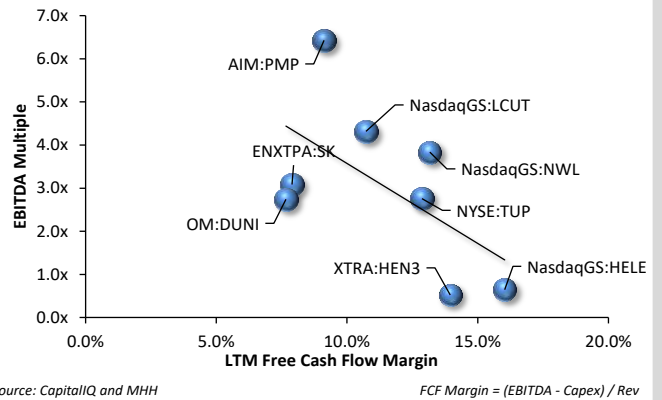 7.0x
6.0x
5.0x
4.0x
3.0x
2.0x
1.0x
0.0x
EBITDA Multiple
AIM:PMP
NasdaqGS:LCUT
ENXTPA:SK
NasdaqGS:NWL
OM:DUNI
NYSE:TUP
XTRA:HEN3
NasdaqGS:HELE
0.0% 5.0% 10.0% 15.0% 20.0%
LTM Free Cash Flow Margin
ource: CapitalIQ and MHH
FCF Margin = (EBITDA - Capex) / Rev